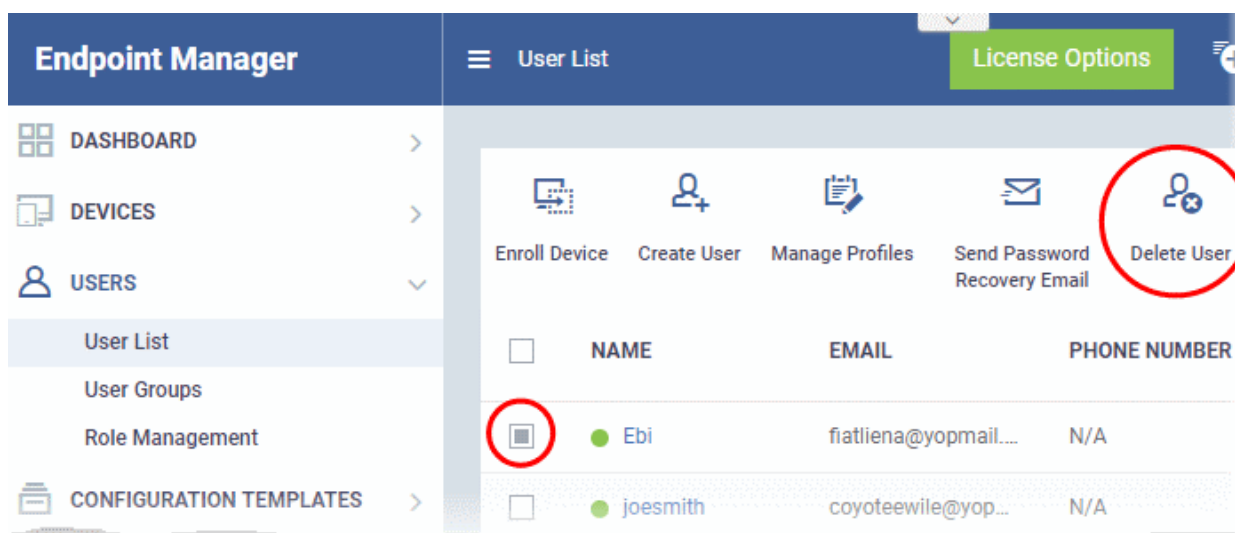 Endpoint Manager
User List
License Options
DASHBOARD
DEVICES
USERS
User List
User Groups
Role Management
CONFIGURATION TEMPLATES
Enroll Device Create User Manage Profiles Send Password Delete User
Recovery Email
NAME EMAIL PHONE NUMBER
Ebi fiatliena@yopmail.... N/A
joesmith coyoteewile@yop... N/A